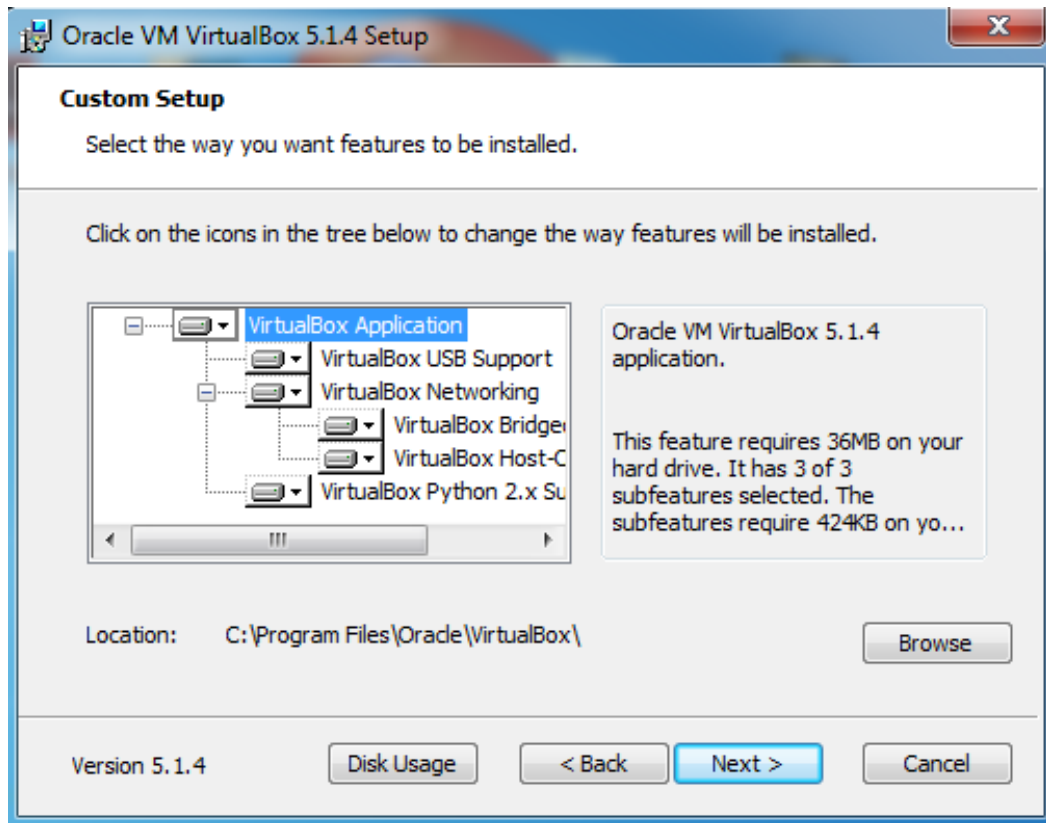 Oracle VM VirtualBox 5.1.4 Setup
Custom Setup
Select the way you want features to be installed.
Click on the icons in the tree below to change the way features will be installed.
VirtualBox Application
VirtualBox USB Support
VirtualBox Networking
VirtualBox Bridge
VirtualBox Host-C
VirtualBox Python 2.x Su
Oracle VM VirtualBox 5.1.4
application.
This feature requires 36MB on your
hard drive. It has 3 of 3
subfeatures selected. The
subfeatures require 424KB on yo...
Location: C:\Program Files\Oracle\VirtualBox\
Browse
Version 5.1.4
Disk Usage
< Back
Next >
Cancel